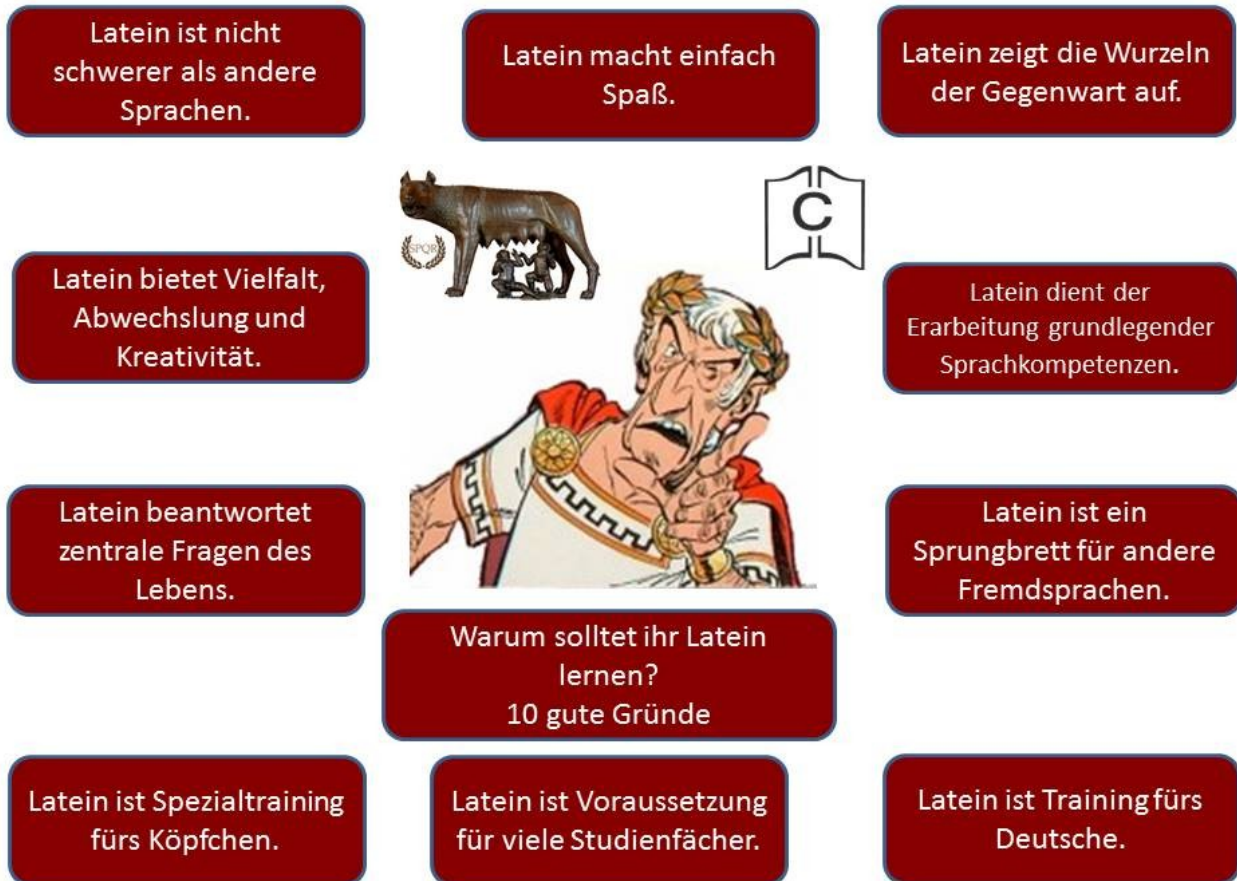 Latein ist nicht
schwerer als andere
Sprachen.
Latein macht einfach
Spaß.
Latein zeigt die Wurzeln
der Gegenwart auf.
SPQR
C
Latein bietet Vielfalt,
Abwechslung und
Kreativität.
Latein dient der
Erarbeitung grundlegender
Sprachkompetenzen.
Latein beantwortet
zentrale Fragen des
Lebens.
Latein ist ein
Sprungbrett für andere
Fremdsprachen.
Warum solltet ihr Latein
lernen?
10 gute Gründe
Latein ist Spezialtraining
fürs Köpfchen.
Latein ist Voraussetzung
für viele Studienfächer.
Latein ist Training fürs
Deutsche.